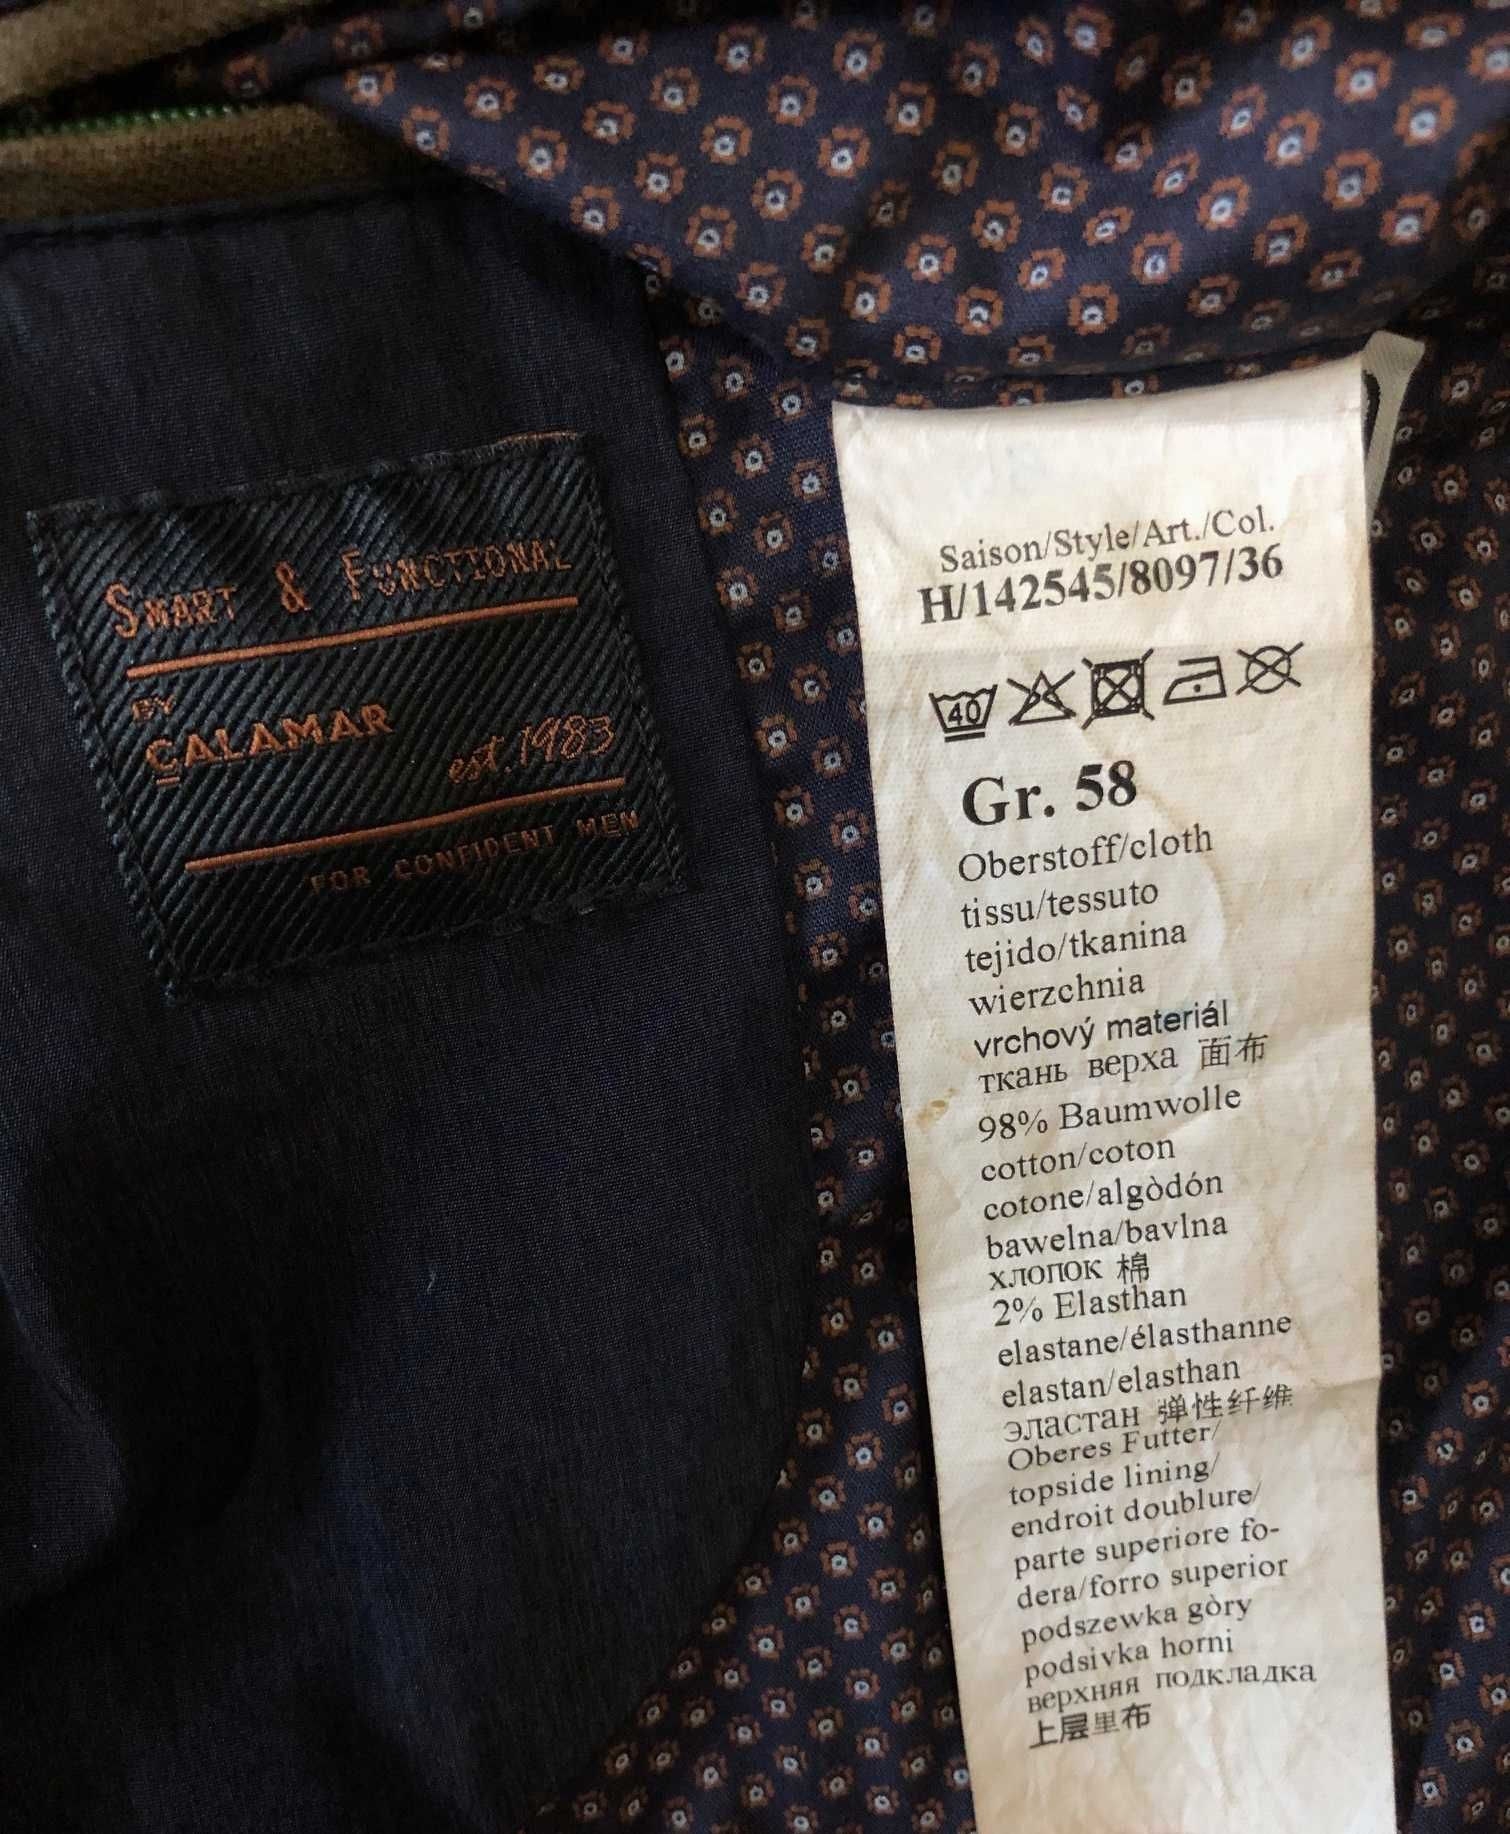 SMART & FUNCTIONAL
BY
CALAMAR
est. 1983
FOR CONFIDENT MEN
Saison/Style/Art./Col.
H/142545/8097/36
40
Gr. 58
Oberstoff/cloth
tissu/tessuto
tejido/tkanina
wierzchnia
vrchový materiál
ткань верха 面布
98% Baumwolle
cotton/coton
cotone/algòdón
bawelna/bavlna
хлопок 棉
2% Elasthan
elastane/élasthanne
elastan/elasthan
эластан 弹性纤维
Oberes Futter/
topside lining/
endroit doublure/
parte superiore fo-
dera/forro superior
podszewka gòry
podsivka horni
верхняя подкладка
上层里布